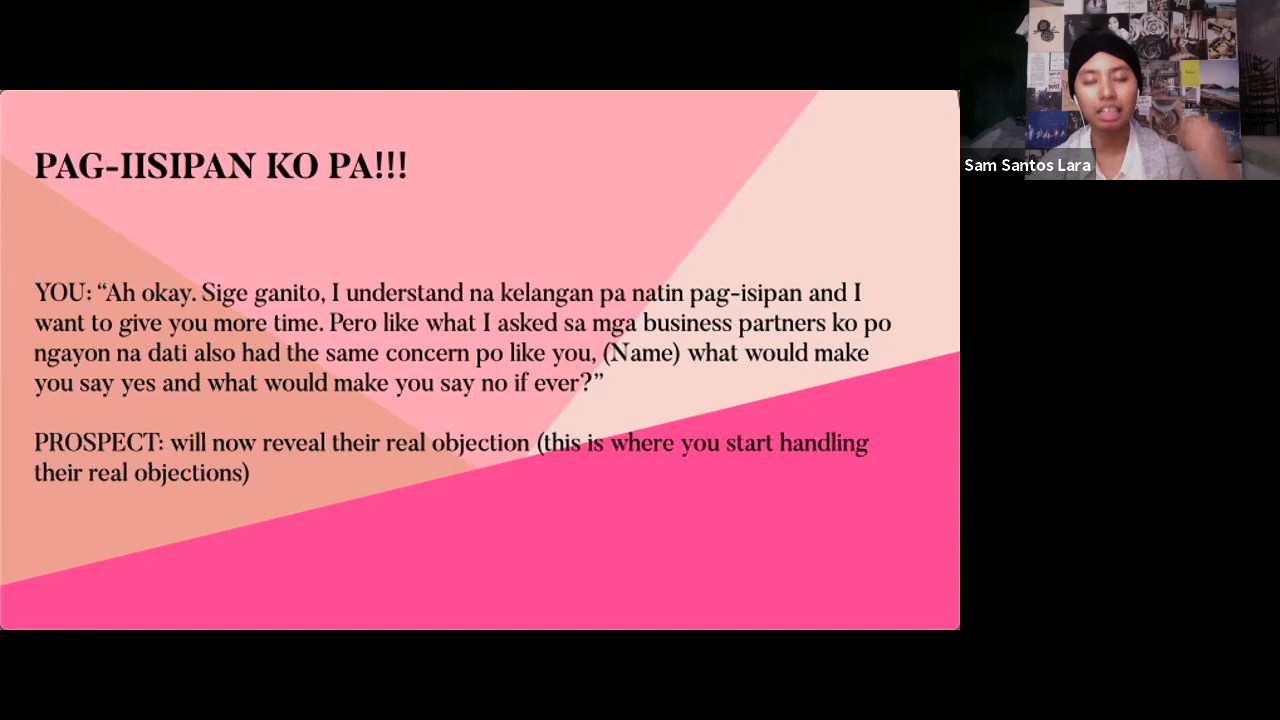 PAG-IISIPAN KO PA!!!
YOU: “Ah okay. Sige ganito, I understand na kelangan pa natin pag-isipan and I
want to give you more time. Pero like what I asked sa mga business partners ko po
ngayon na dati also had the same concern po like you, (Name) what would make
you say yes and what would make you say no if ever?”
PROSPECT: will now reveal their real objection (this is where you start handling
their real objections)
Sam Santos Lara